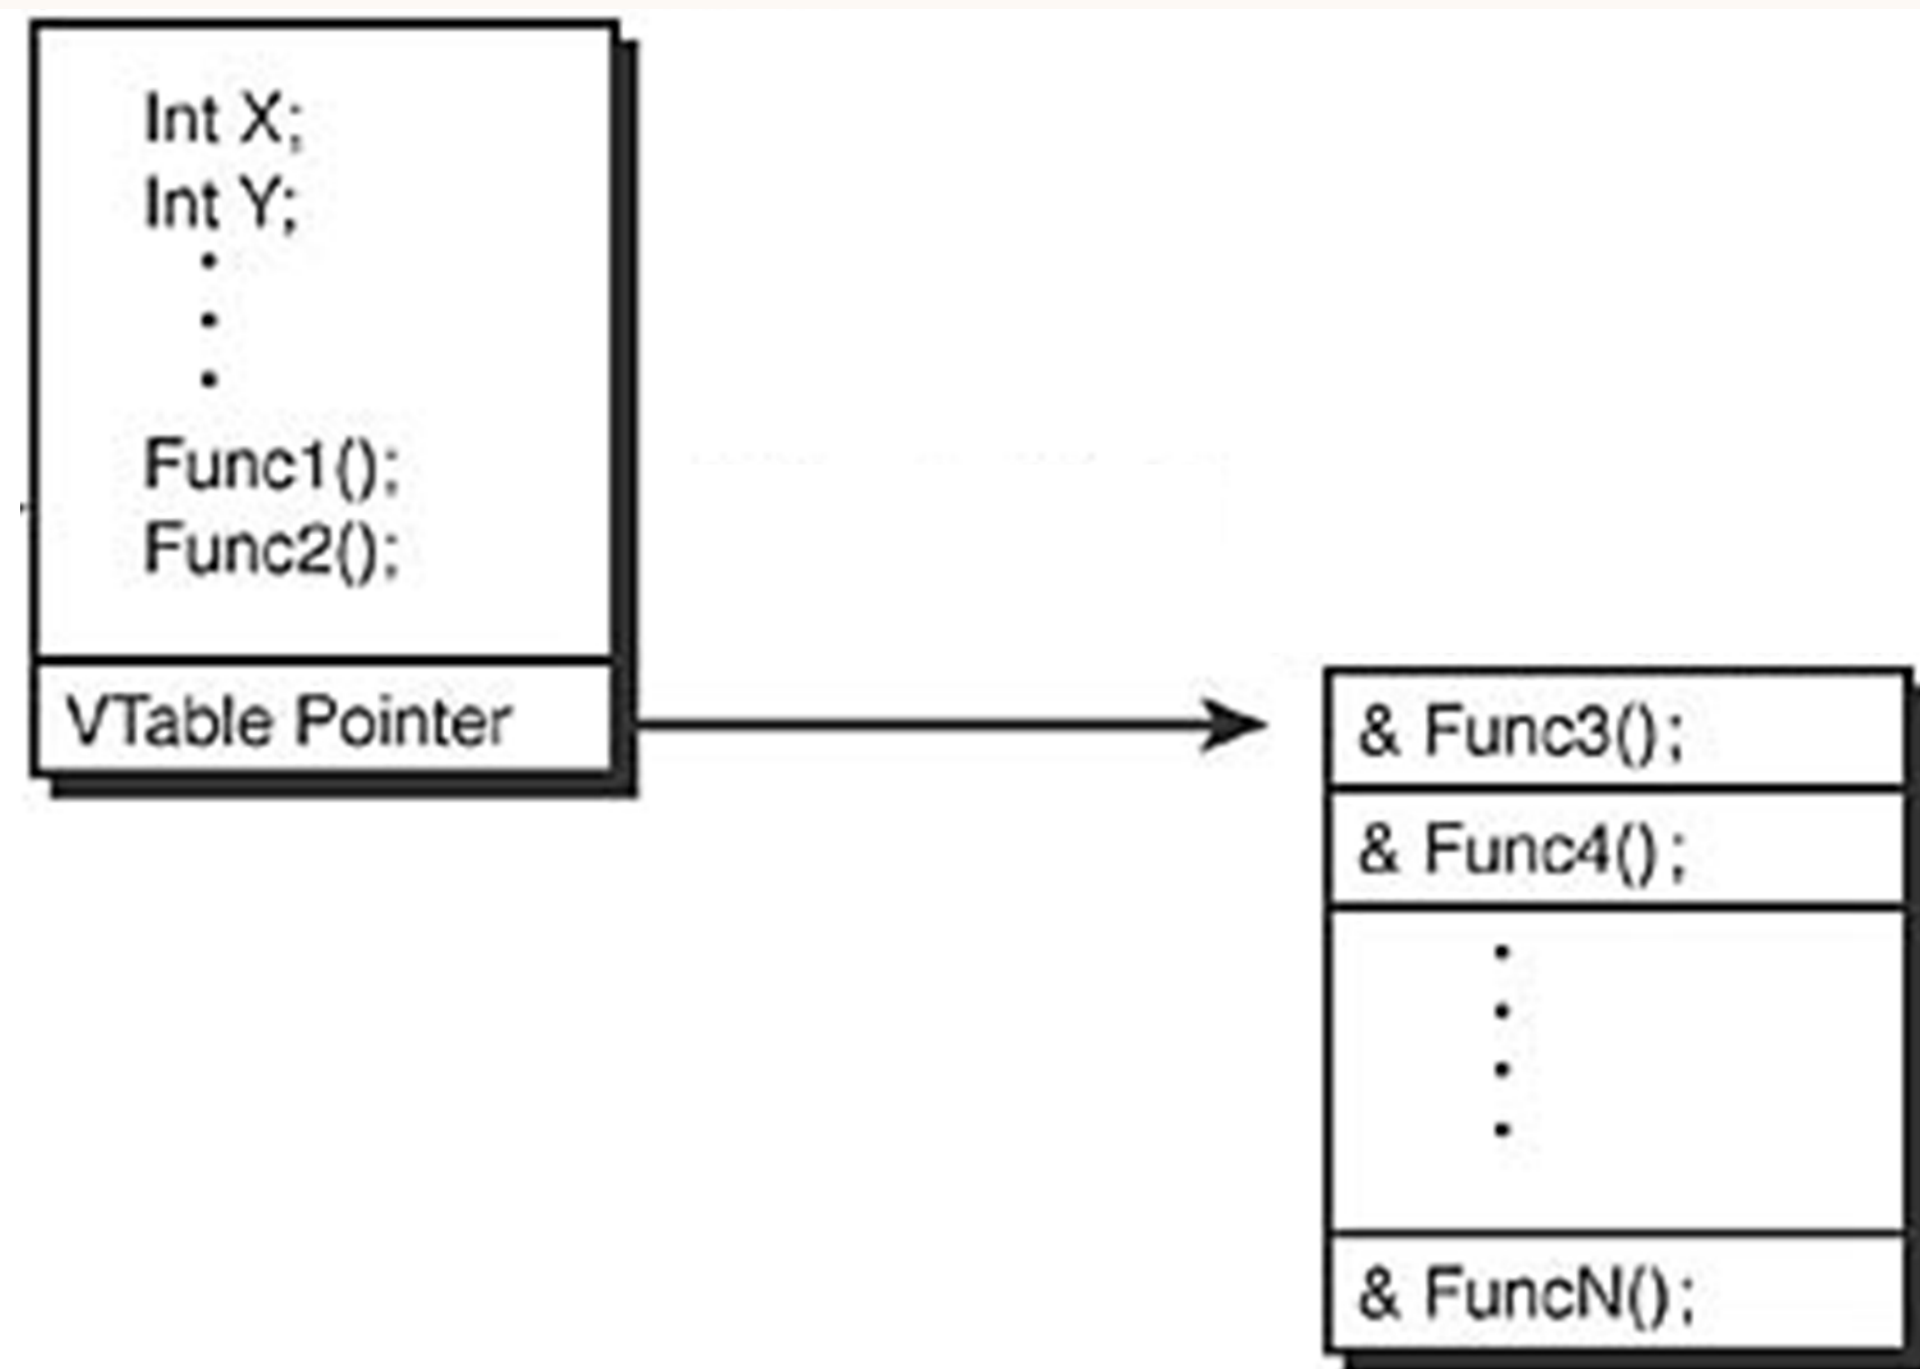 Int X;
Int Y;
Func1();
Func2();
VTable Pointer
& Func3();
& Func4();
& FuncN();